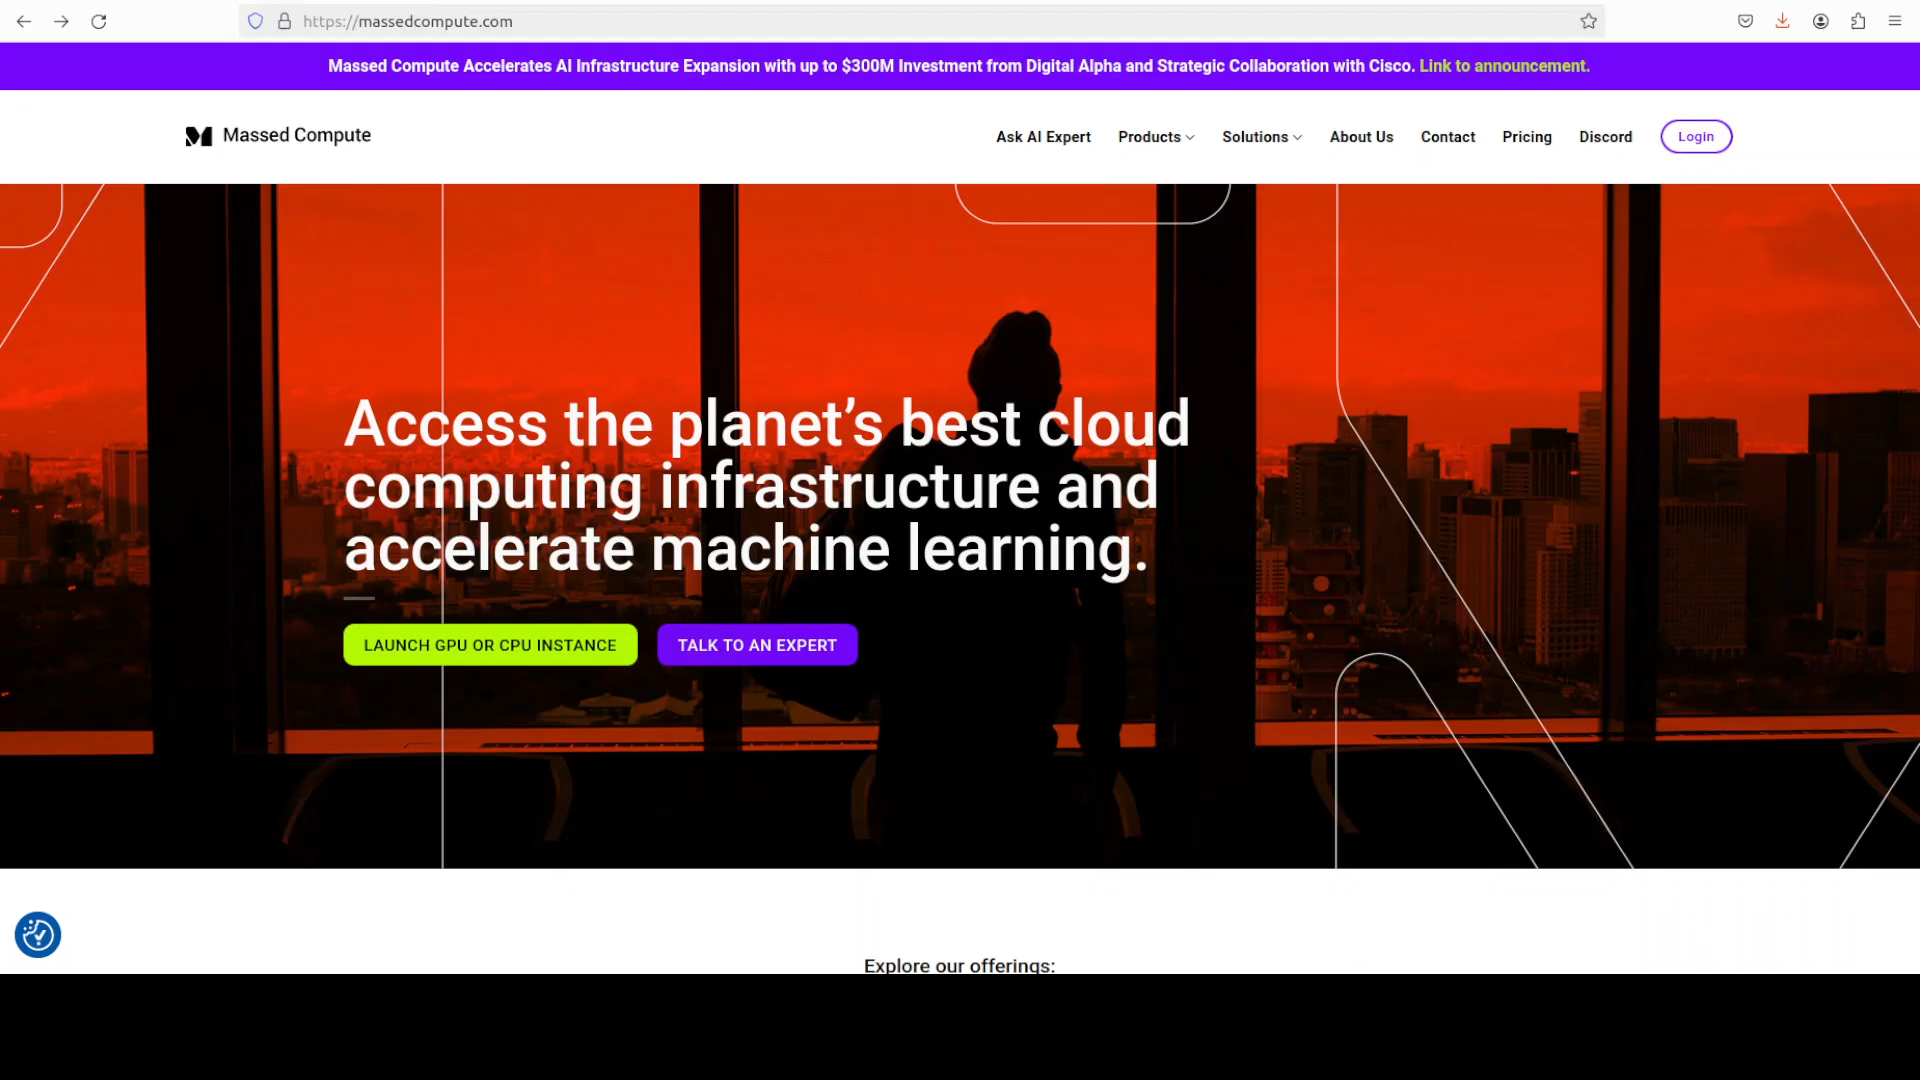 https://massedcompute.com
Massed Compute Accelerates AI Infrastructure Expansion with up to $300M Investment from Digital Alpha and Strategic Collaboration with Cisco. Link to announcement.
Massed Compute
Ask AI Expert
Products
Solutions
About Us
Contact
Pricing
Discord
Login
Access the planet’s best cloud
computing infrastructure and
accelerate machine learning.
LAUNCH GPU OR CPU INSTANCE
TALK TO AN EXPERT
Explore our offerings: